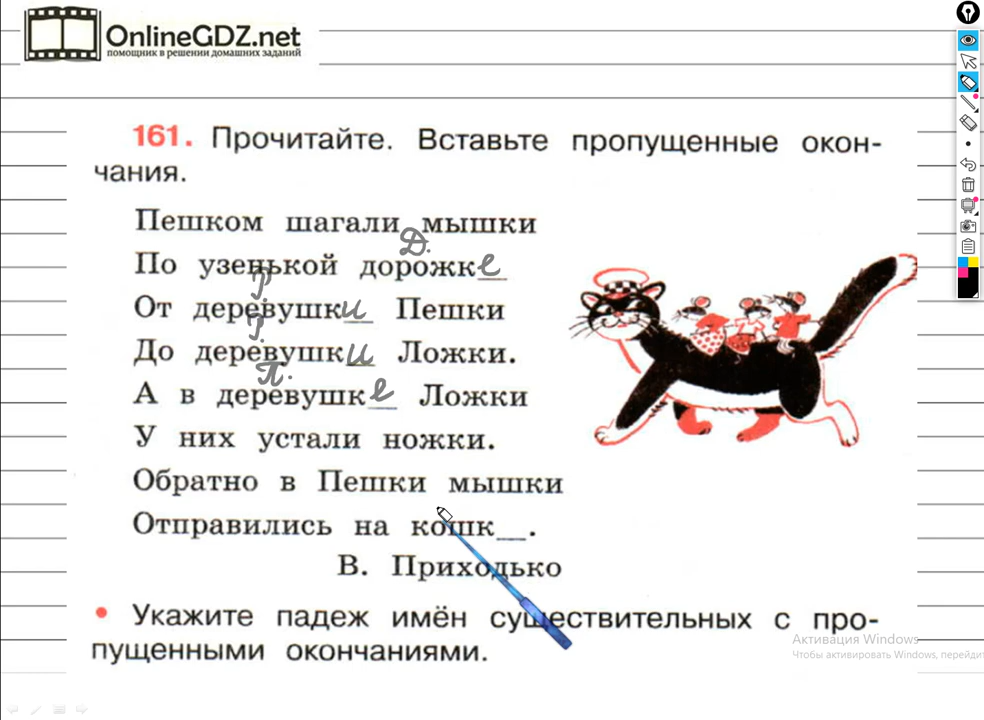 OnlineGDZ.net
помощник в решении домашних заданий
161. Прочитайте. Вставьте пропущенные окон-
чания.
Пешком шагали мышки
Д.
По узенькой дорожке
Р.
От деревушки Пешки
Р.
До деревушки Ложки.
П.
А в деревушке Ложки
У них устали ножки.
Обратно в Пешки мышки
Отправились на кошк__.
В. Приходько
• Укажите падеж имён существительных с про-
пущенными окончаниями.
Активация Windows
Чтобы активировать Windows, перейдит